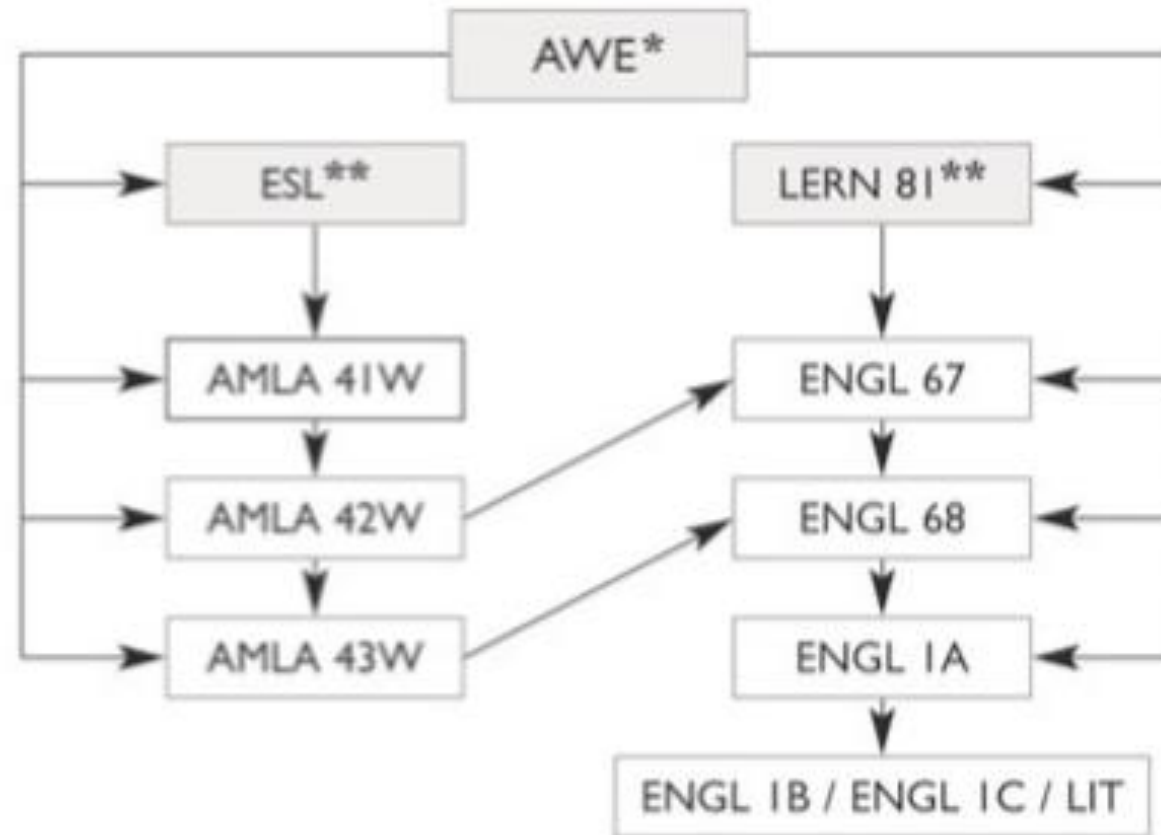 AWE*
ESL**
LERN 81**
AMLA 41W
ENGL 67
AMLA 42W
ENGL 68
AMLA 43W
ENGL 1A
ENGL 1B / ENGL 1C / LIT